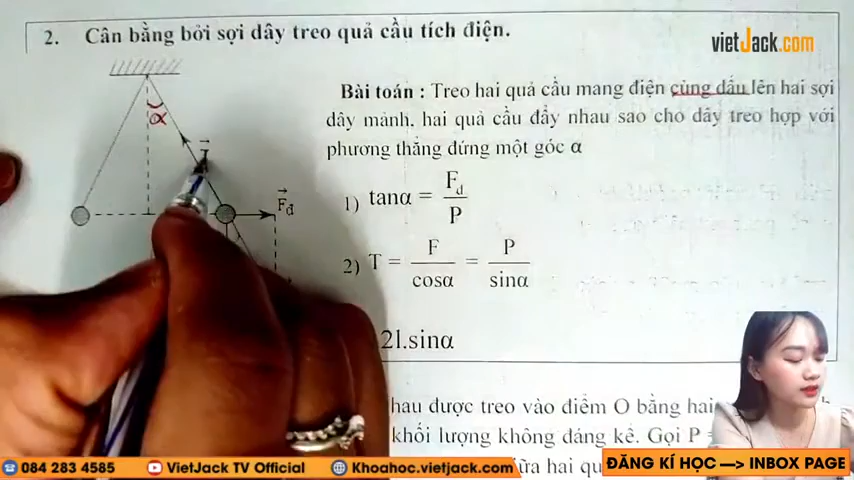 2. Cân bằng bởi sợi dây treo quả cầu tích điện.
vietJack.com
Bài toán : Treo hai quả cầu mang điện cùng dấu lên hai sợi
dây mảnh, hai quả cầu đẩy nhau sao cho dây treo hợp với
phương thẳng đứng một góc α
α
T
F_d
1) tanα = F_d / P
2) T = F / cosα = P / sinα
2l.sinα
hau được treo vào điểm O bằng hai
khối lượng không đáng kể. Gọi P =
ữa hai qu
084 283 4585
VietJack TV Official
Khoahoc.vietjack.com
ĐĂNG KÍ HỌC —> INBOX PAGE